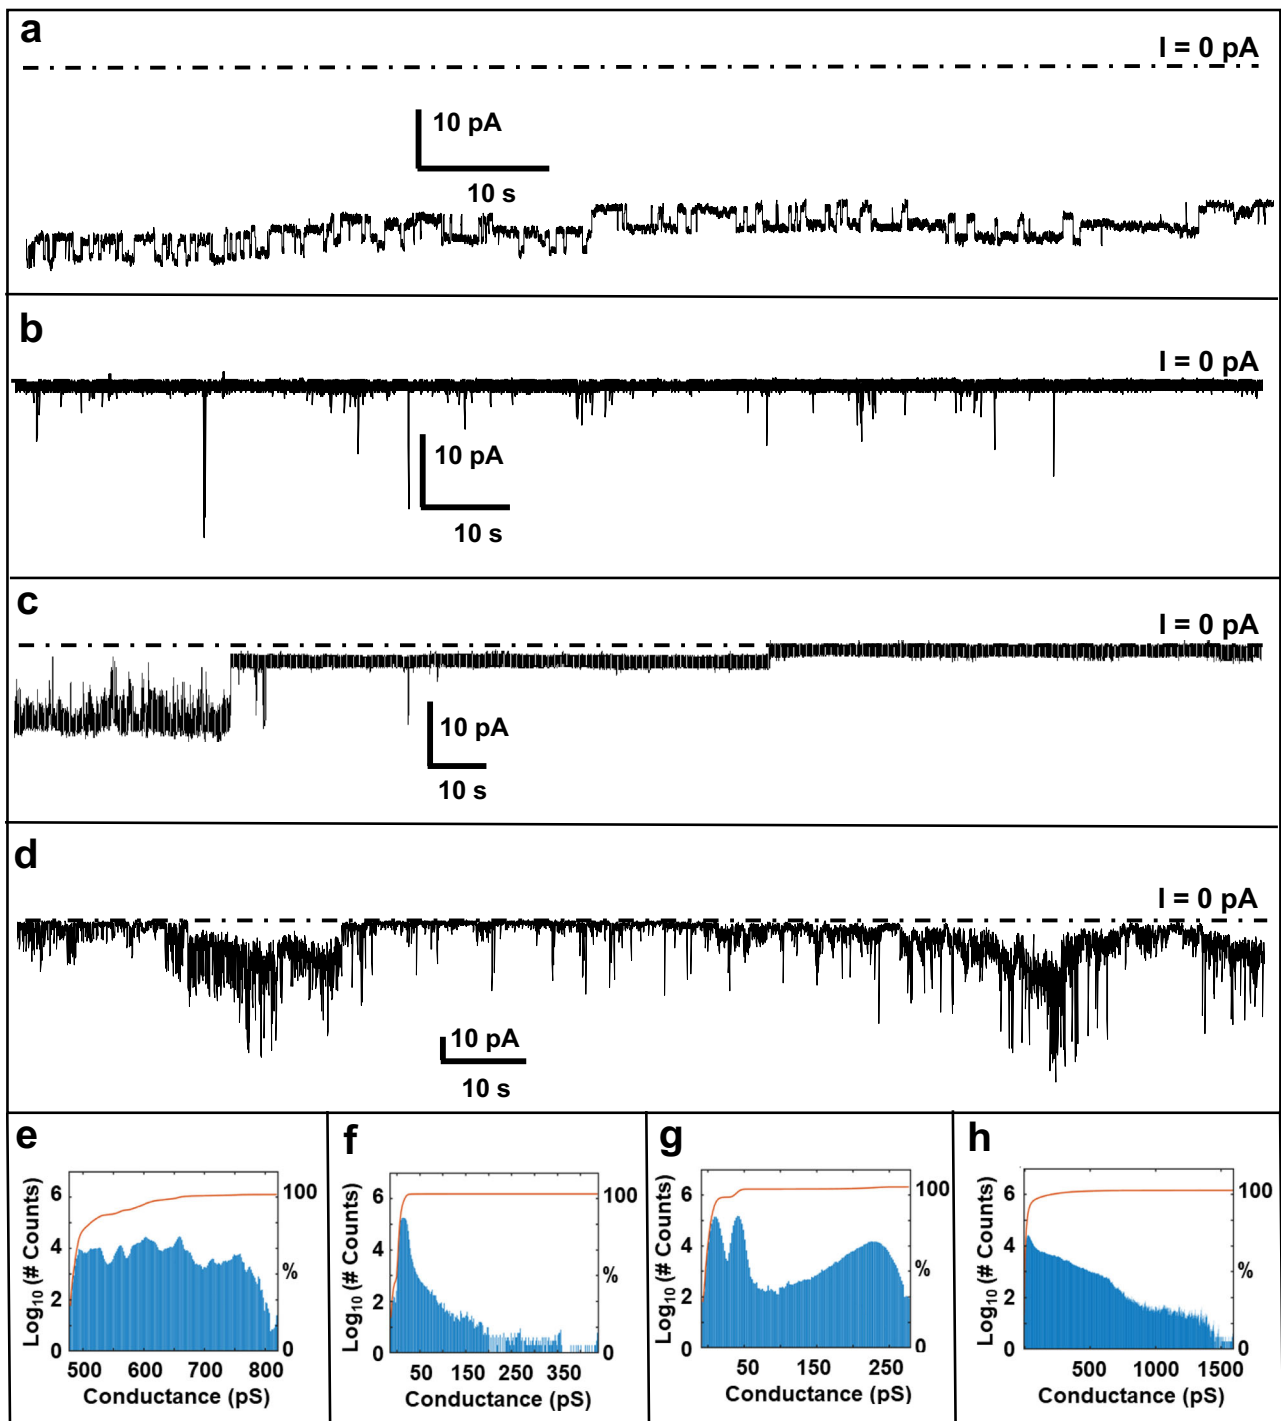 a
I = 0 pA
10 pA
10 s
b
I = 0 pA
10 pA
10 s
c
I = 0 pA
10 pA
10 s
d
I = 0 pA
10 pA
10 s
e
6
4
2
0
Log₁₀ (# Counts)
100
%
0
500 600 700 800
Conductance (pS)
f
6
4
2
0
Log₁₀ (# Counts)
100
%
0
50 150 250 350
Conductance (pS)
g
6
4
2
0
Log₁₀ (# Counts)
100
%
0
50 150 250
Conductance (pS)
h
6
4
2
0
Log₁₀ (# Counts)
100
%
0
500 1000 1500
Conductance (pS)